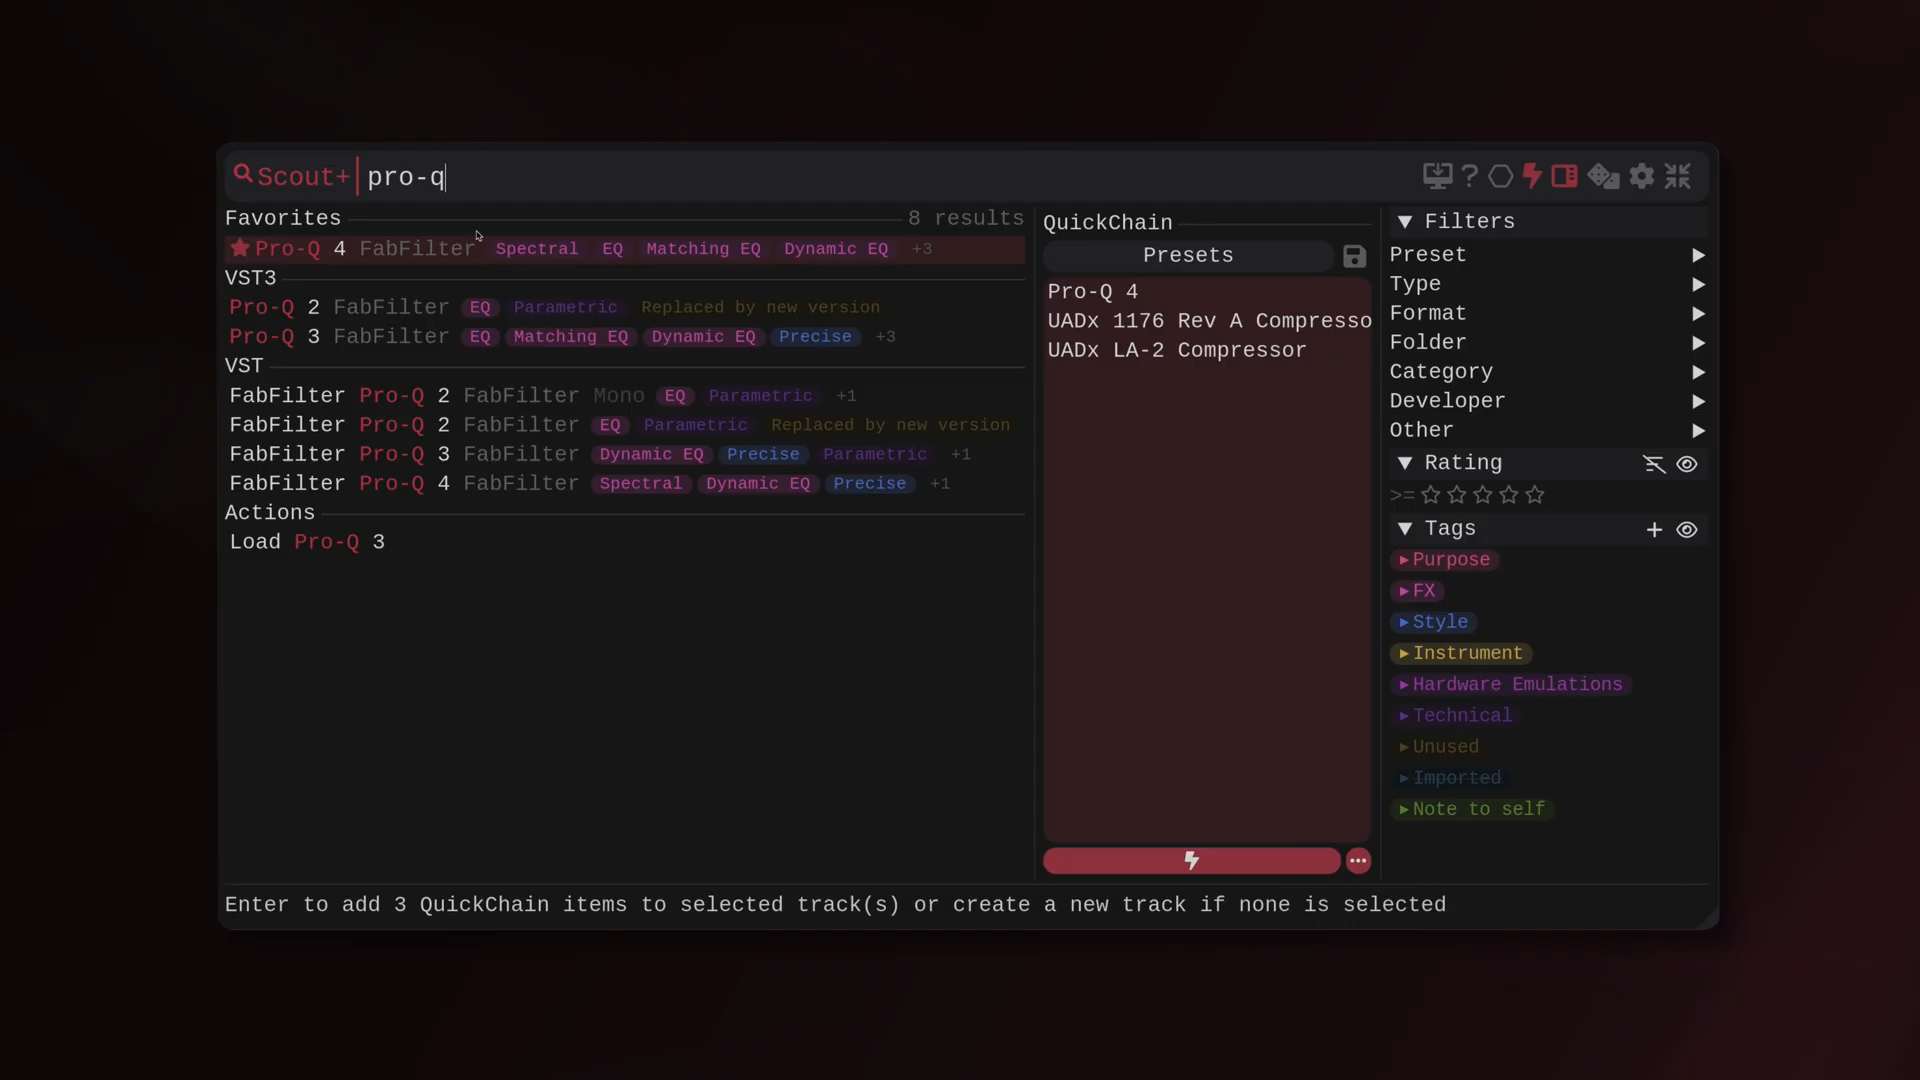 Scout+ pro-q
Favorites 8 results
Pro-Q 4 FabFilter Spectral EQ Matching EQ Dynamic EQ +3
VST3
Pro-Q 2 FabFilter EQ Parametric Replaced by new version
Pro-Q 3 FabFilter EQ Matching EQ Dynamic EQ Precise +3
VST
FabFilter Pro-Q 2 FabFilter Mono EQ Parametric +1
FabFilter Pro-Q 2 FabFilter EQ Parametric Replaced by new version
FabFilter Pro-Q 3 FabFilter Dynamic EQ Precise Parametric +1
FabFilter Pro-Q 4 FabFilter Spectral Dynamic EQ Precise +1
Actions
Load Pro-Q 3
QuickChain
Presets
Pro-Q 4
UADx 1176 Rev A Compresso
UADx LA-2 Compressor
Filters
Preset
Type
Format
Folder
Category
Developer
Other
Rating
>=
Tags
Purpose
FX
Style
Instrument
Hardware Emulations
Technical
Unused
Imported
Note to self
Enter to add 3 QuickChain items to selected track(s) or create a new track if none is selected